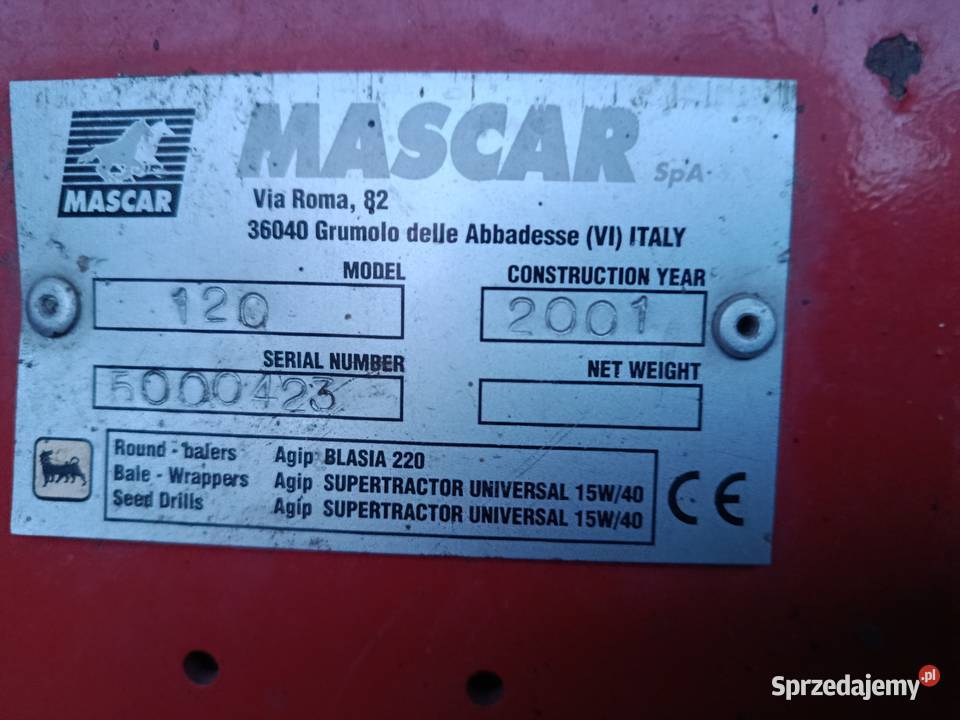 MASCAR
MASCAR SpA
Via Roma, 82
36040 Grumolo delle Abbadesse (VI) ITALY
MODEL
120
CONSTRUCTION YEAR
2001
SERIAL NUMBER
5000423
NET WEIGHT
Round - balers Agip BLASIA 220
Bale - Wrappers Agip SUPERTRACTOR UNIVERSAL 15W/40
Seed Drills Agip SUPERTRACTOR UNIVERSAL 15W/40
CE
Sprzedajemy.pl